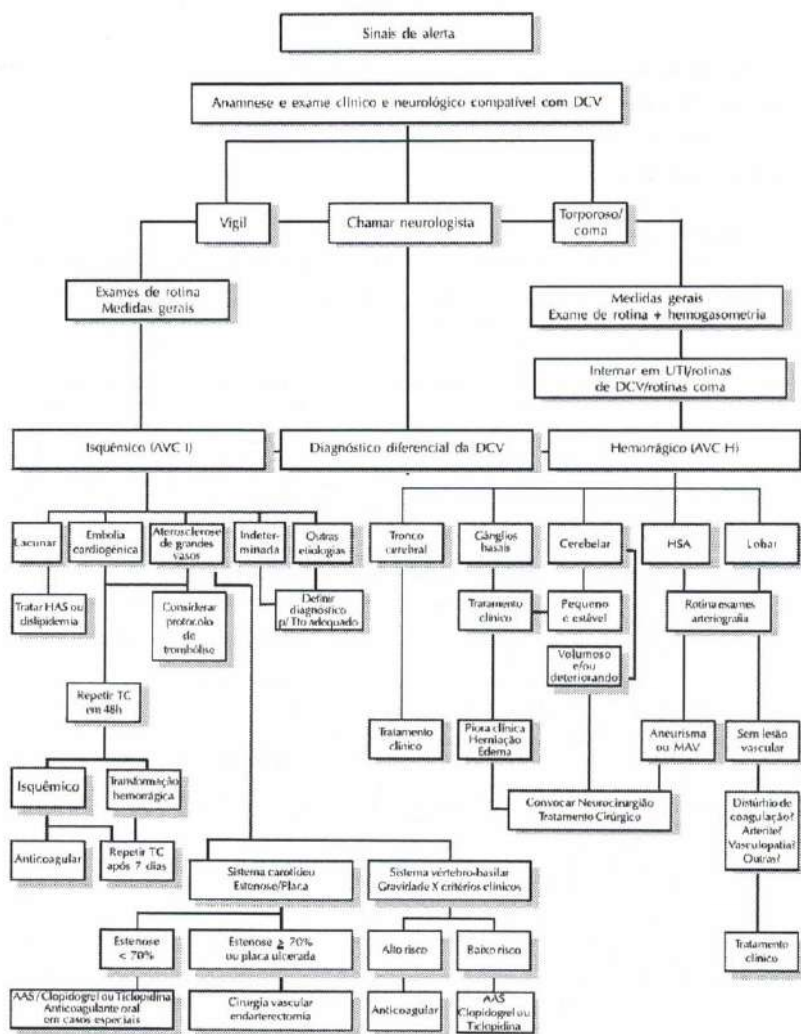 Sinais de alerta
Anamnese e exame clínico e neurológico compatível com DCV
Vigil
Chamar neurologista
Torporoso/
coma
Exames de rotina
Medidas gerais
Medidas gerais
Exame de rotina + hemogasometria
Internar em UTI/rotinas
de DCV/rotinas coma
Isquêmico (AVC I)
Diagnóstico diferencial da DCV
Hemorrágico (AVC H)
Lacunar
Embolia
cardiogênica
Aterosclerose
de grandes
vasos
Indeter-
minada
Outras
etiologias
Tronco
cerebral
Gânglios
basais
Cerebelar
HSA
Lobar
Tratar HAS ou
dislipidemia
Considerar
protocolo
de
trombólise
Definir
diagnóstico
p/ Tto adequado
Tratamento
clínico
Pequeno
e estável
Rotina exames
arteriografia
Volumoso
e/ou
deteriorando
Repetir TC
em 48h
Tratamento
clínico
Piora clínica
Herniação
Edema
Aneurisma
ou MAV
Sem lesão
vascular
Isquêmico
Transformação
hemorrágica
Convocar Neurocirurgião
Tratamento Cirúrgico
Distúrbio de
coagulação?
Arterite?
Vasculopatia?
Outras?
Anticoagular
Repetir TC
após 7 dias
Sistema carotídeo
Estenose/Placa
Sistema vértebro-basilar
Gravidade X critérios clínicos
Estenose
< 70%
Estenose ≥ 70%
ou placa ulcerada
Alto risco
Baixo risco
Tratamento
clínico
AAS / Clopidogrel ou Ticlopidina
Anticoagulante oral
em casos especiais
Cirurgia vascular
endarterectomia
Anticoagular
AAS
Clopidogrel ou
Ticlopidina